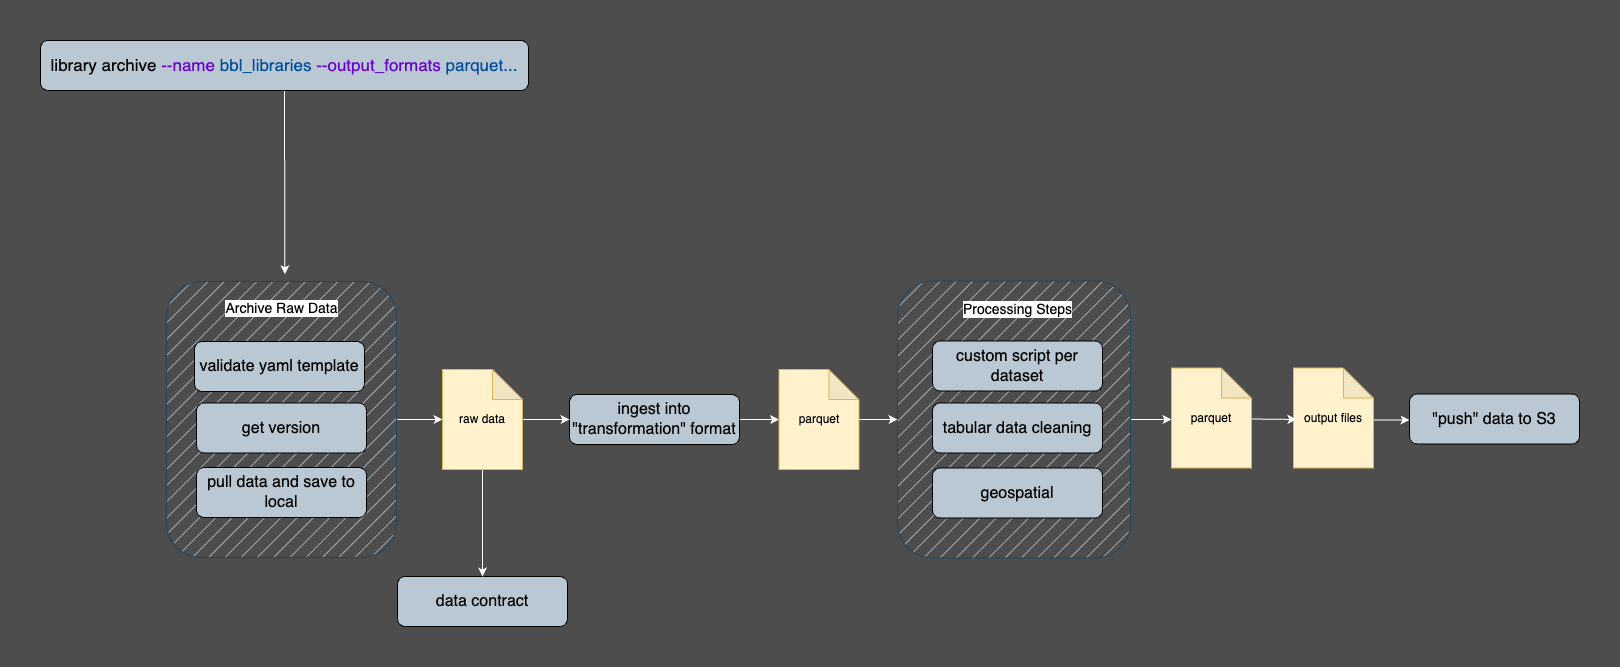 library archive --name bbl_libraries --output_formats parquet...
Archive Raw Data
validate yaml template
get version
pull data and save to
local
raw data
data contract
ingest into
"transformation" format
parquet
Processing Steps
custom script per
dataset
tabular data cleaning
geospatial
parquet
output files
"push" data to S3